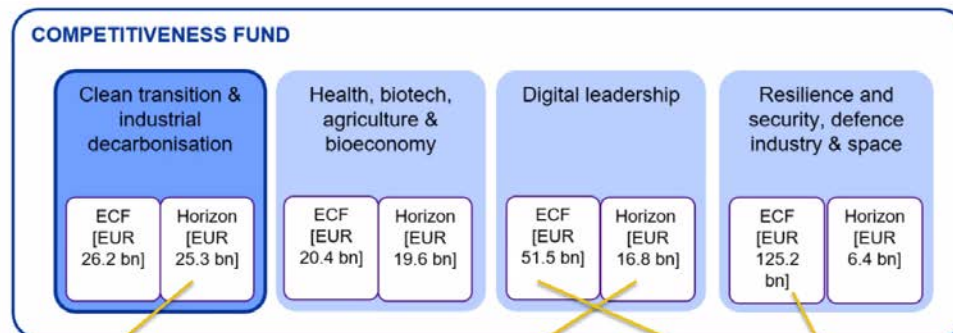 COMPETITIVENESS FUND
Clean transition &
industrial
decarbonisation
ECF
[EUR
26.2 bn]
Horizon
[EUR
25.3 bn]
Health, biotech,
agriculture &
bioeconomy
ECF
[EUR
20.4 bn]
Horizon
[EUR
19.6 bn]
Digital leadership
ECF
[EUR
51.5 bn]
Horizon
[EUR
16.8 bn]
Resilience and
security, defence
industry & space
ECF
[EUR
125.2
bn]
Horizon
[EUR
6.4 bn]